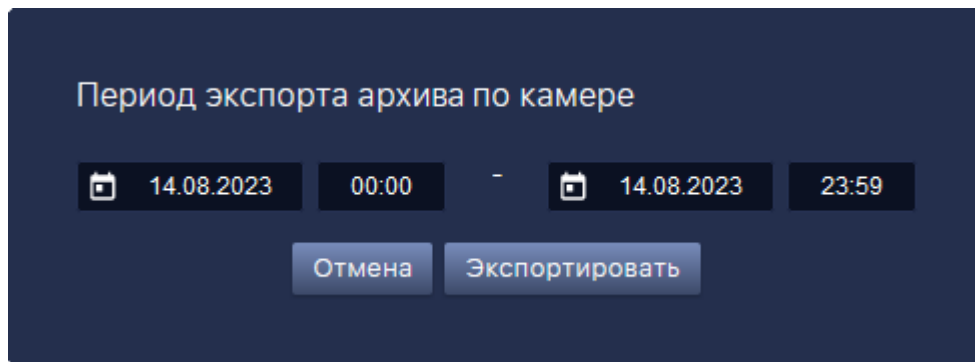 Период экспорта архива по камере
14.08.2023 00:00 - 14.08.2023 23:59
Отмена Экспортировать